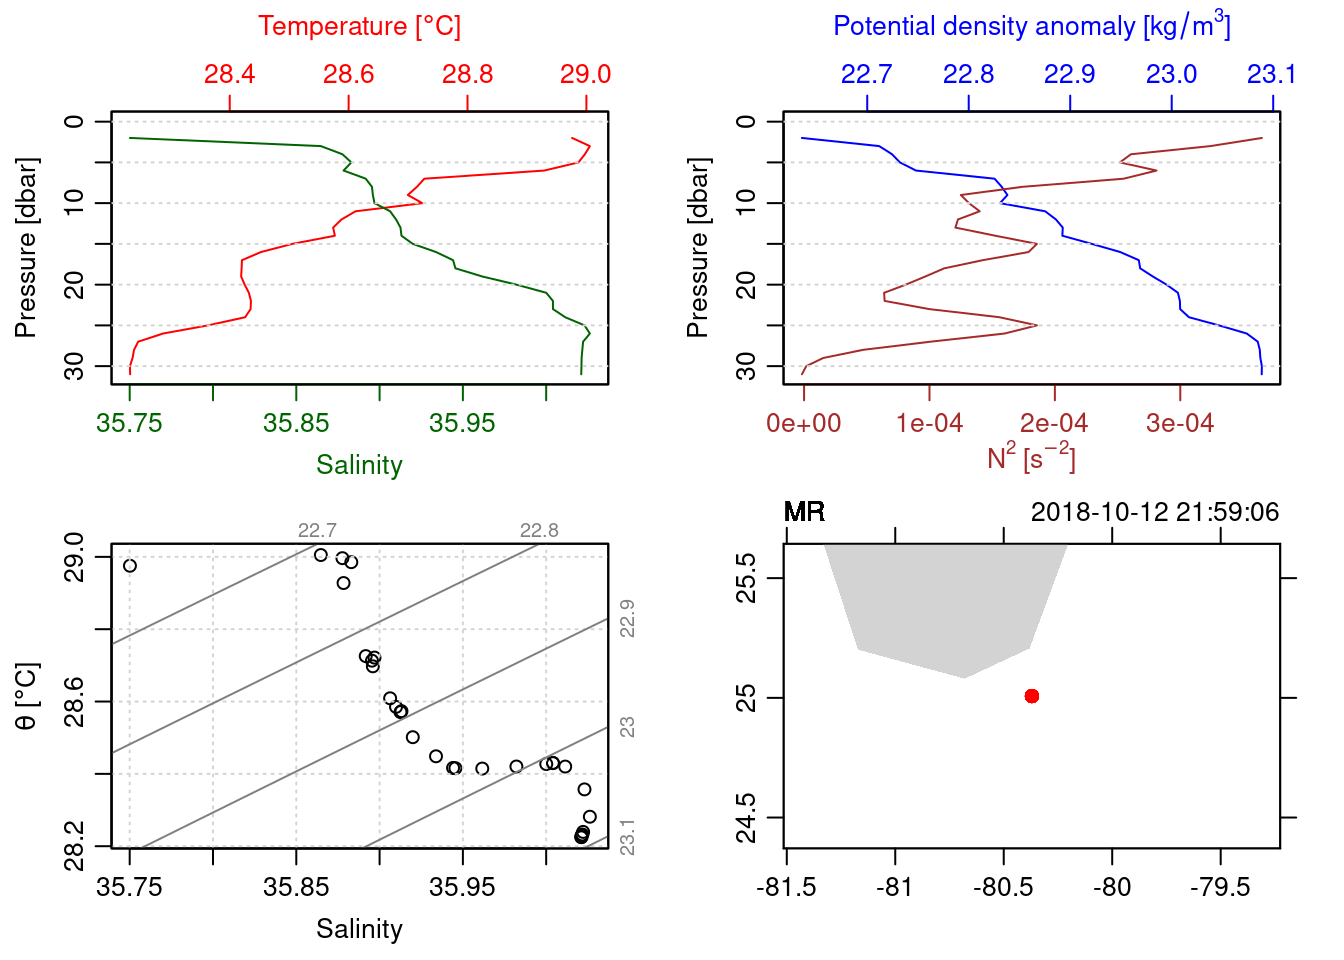 Temperature [°C]
28.4 28.6 28.8 29.0
Pressure [dbar]
0
10
20
30
35.75 35.85 35.95
Salinity
Potential density anomaly [kg/m³]
22.7 22.8 22.9 23.0 23.1
Pressure [dbar]
0
10
20
30
0e+00 1e-04 2e-04 3e-04
N² [s⁻²]
22.7 22.8
θ [°C]
29.0
28.6
28.2
22.9
23
23.1
35.75 35.85 35.95
Salinity
MR 2018-10-12 21:59:06
25.5
25
24.5
-81.5 -81 -80.5 -80 -79.5